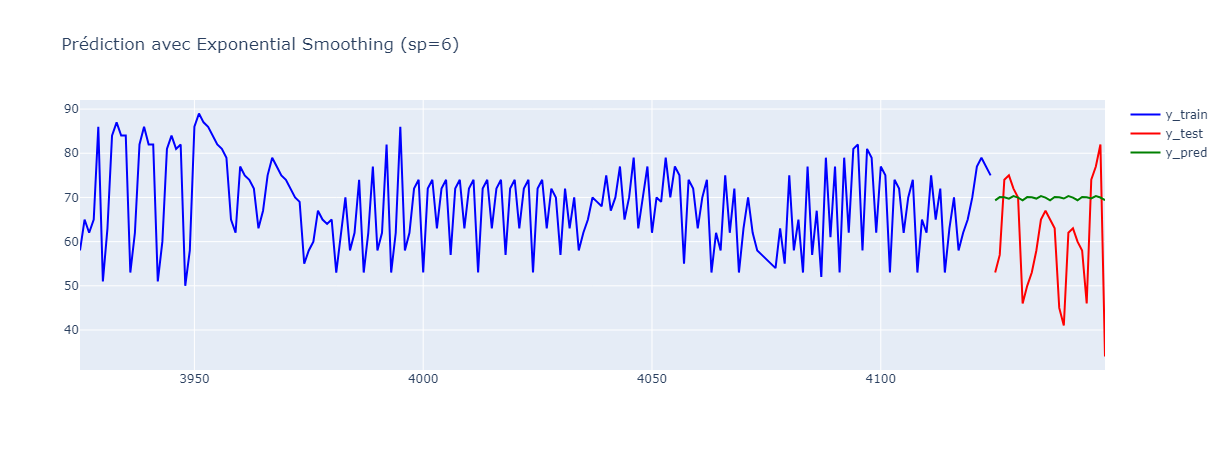 Prédiction avec Exponential Smoothing (sp=6)
90
80
70
60
50
40
3950
4000
4050
4100
y_train
y_test
y_pred